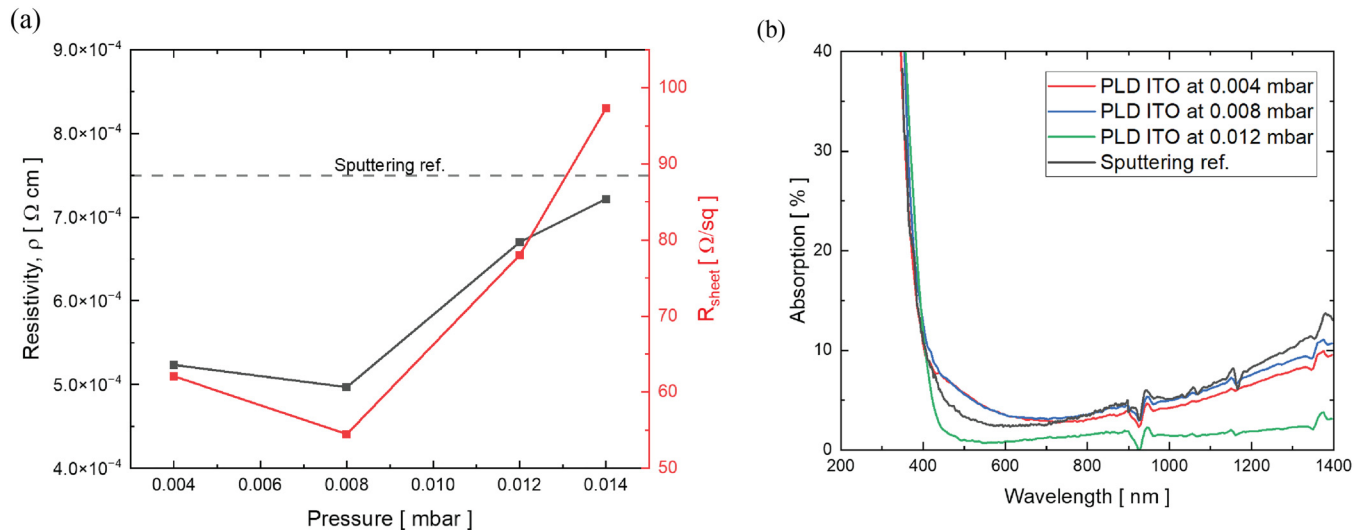 (a)
9.0×10⁻⁴
8.0×10⁻⁴
7.0×10⁻⁴
6.0×10⁻⁴
5.0×10⁻⁴
4.0×10⁻⁴
Resistivity, ρ [ Ω cm ]
Sputtering ref.
100
90
80
70
60
50
R_sheet [ Ω/sq ]
0.004 0.006 0.008 0.010 0.012 0.014
Pressure [ mbar ]
(b)
40
30
20
10
0
Absorption [ % ]
PLD ITO at 0.004 mbar
PLD ITO at 0.008 mbar
PLD ITO at 0.012 mbar
Sputtering ref.
200 400 600 800 1000 1200 1400
Wavelength [ nm ]